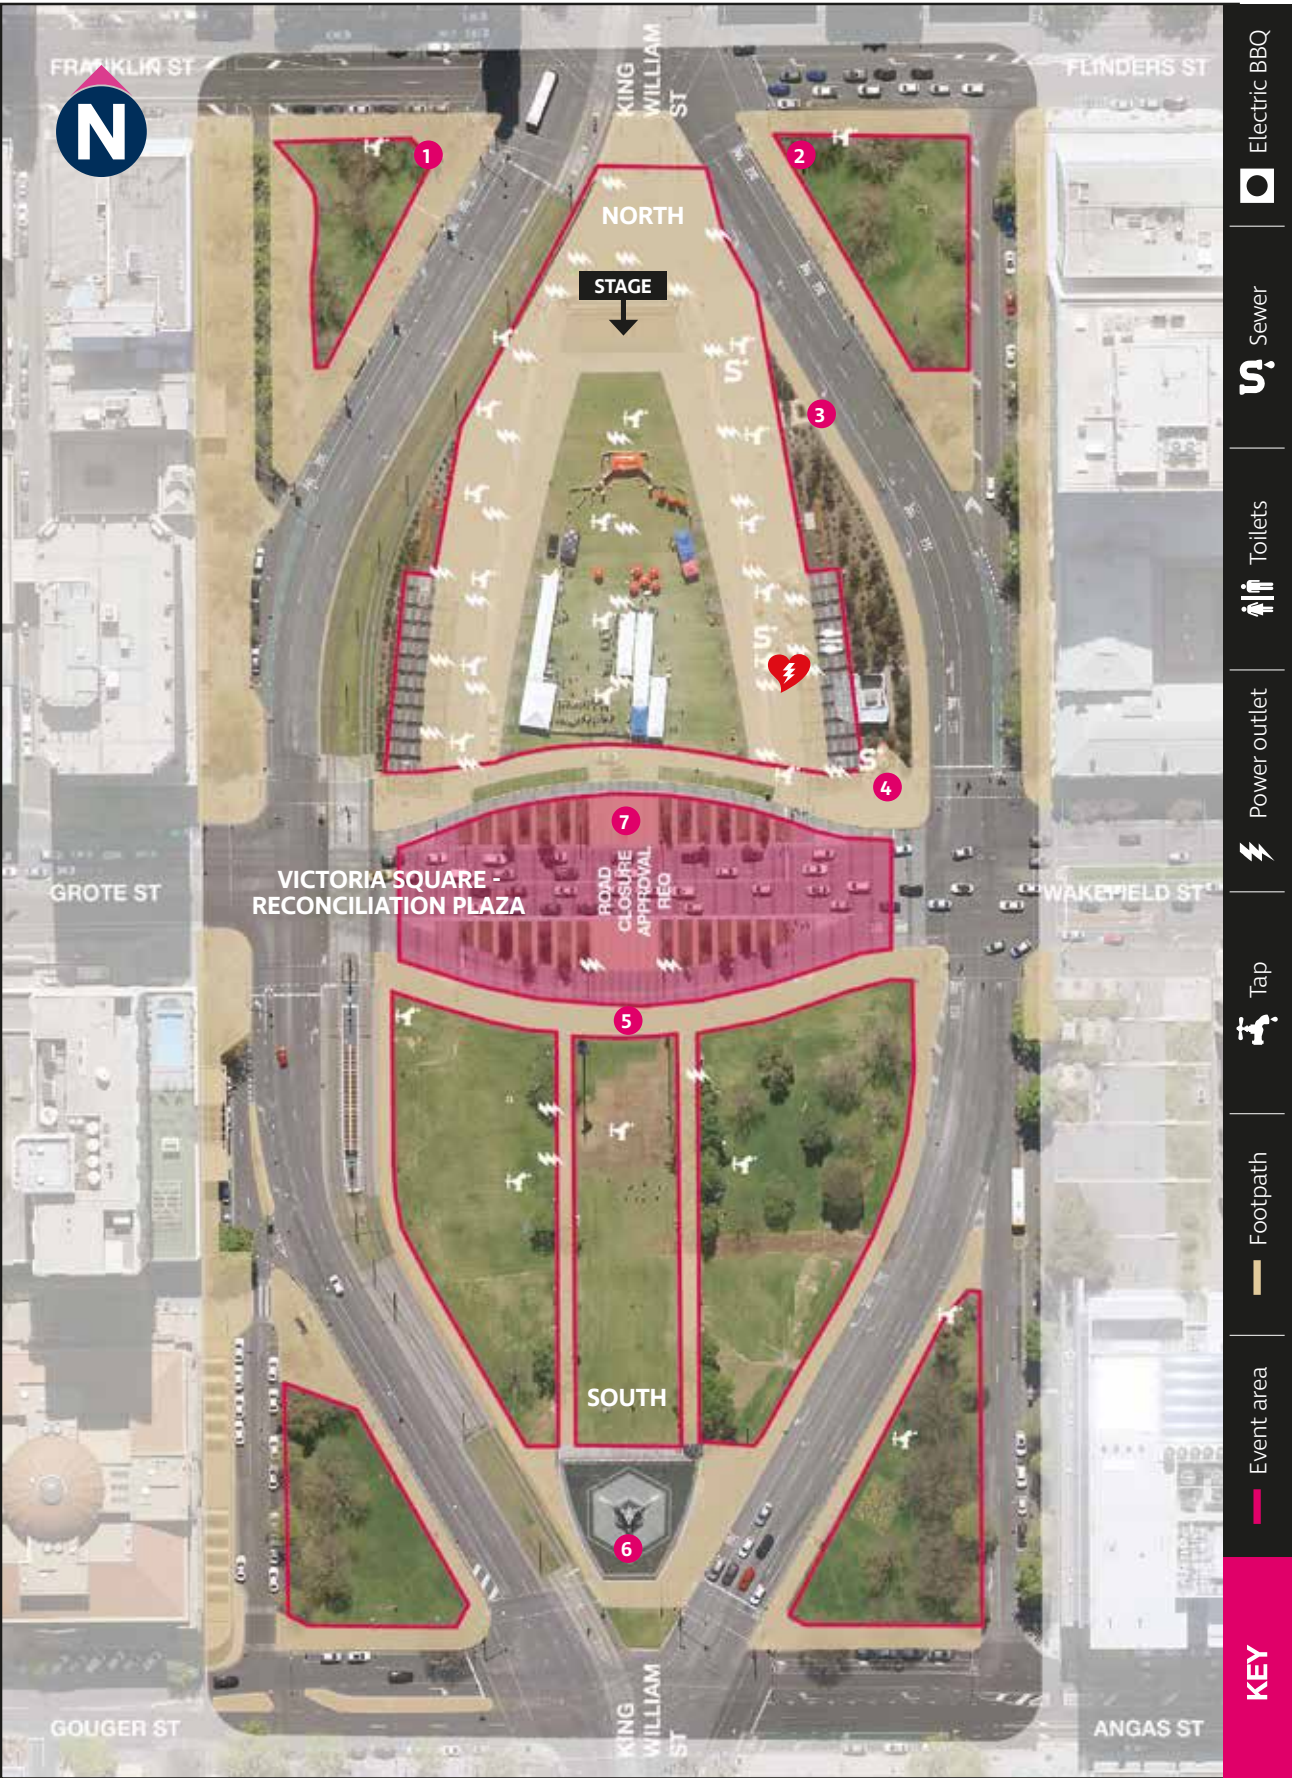 FRANKLIN ST
KING
WILLIAM
ST
FLINDERS ST
N
1
2
NORTH
STAGE
3
4
7
ROAD
CLOSURE
APPROVAL
REQ
GROTE ST
VICTORIA SQUARE -
RECONCILIATION PLAZA
WAKEFIELD ST
5
SOUTH
6
GOUGER ST
KING
WILLIAM
ST
ANGAS ST
KEY
Event area
Footpath
Tap
Power outlet
Toilets
S Sewer
Electric BBQ
S
S
S